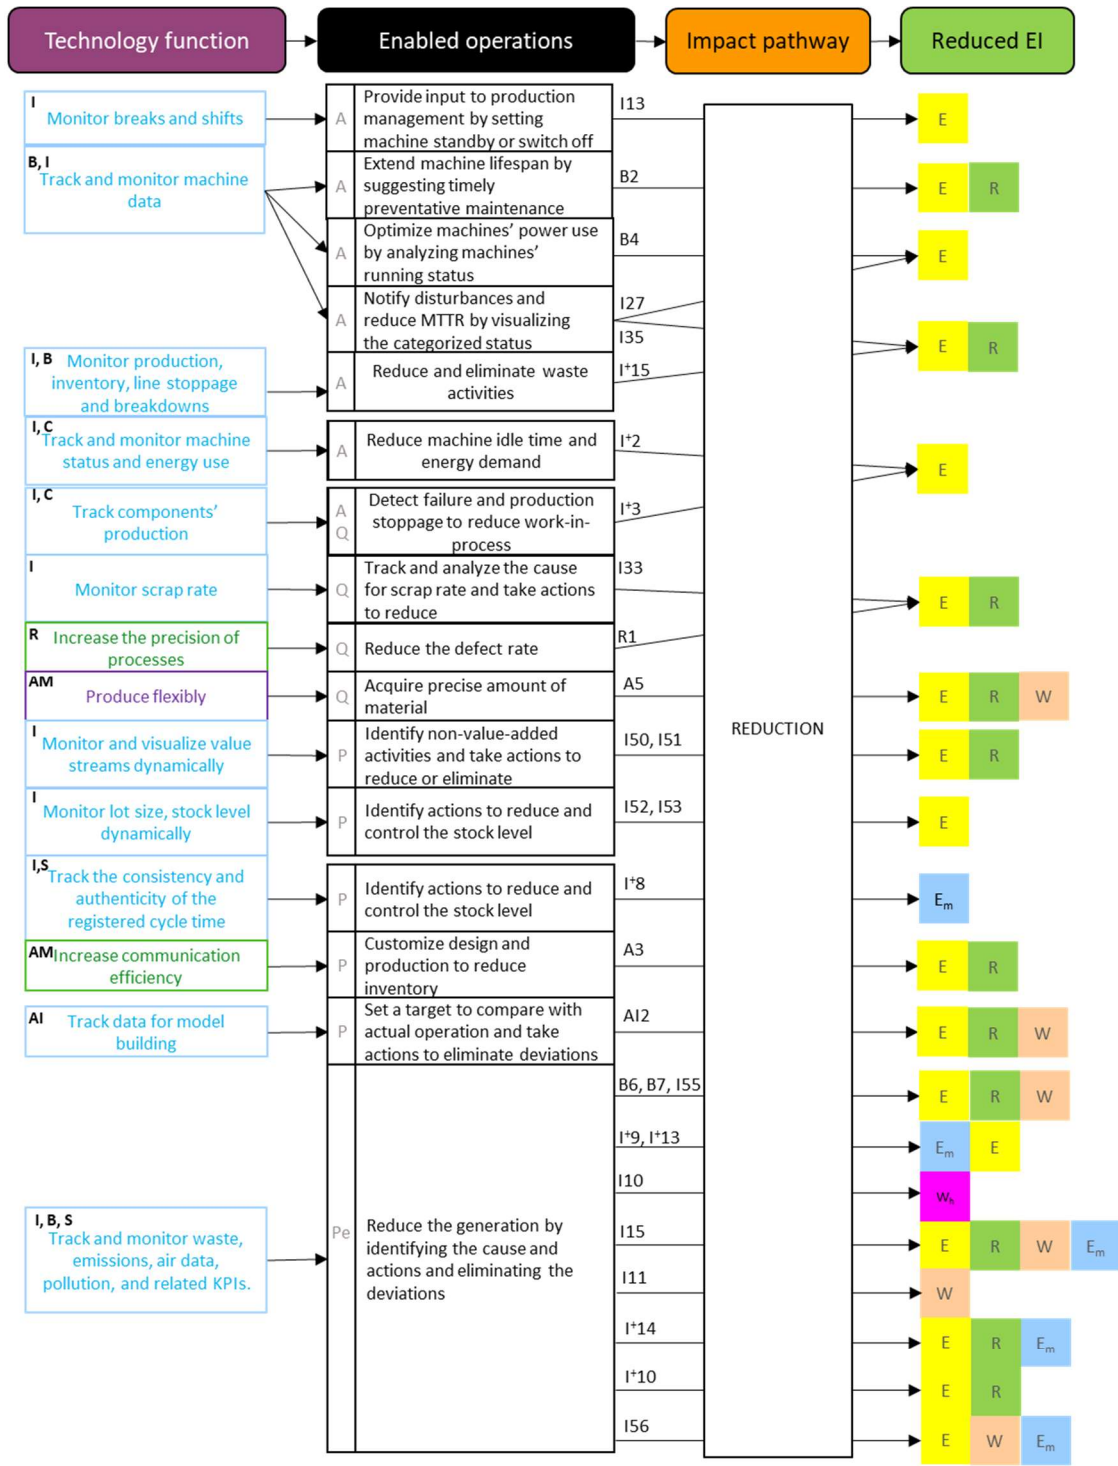 Technology function
Enabled operations
Impact pathway
Reduced EI
I
Monitor breaks and shifts
A
Provide input to production
management by setting
machine standby or switch off
I13
E
B, I
Track and monitor machine
data
A
Extend machine lifespan by
suggesting timely
preventative maintenance
B2
E R
A
Optimize machines' power use
by analyzing machines'
running status
B4
E
A
Notify disturbances and
reduce MTTR by visualizing
the categorized status
I27
I35
E R
I, B
Monitor production,
inventory, line stoppage
and breakdowns
A
Reduce and eliminate waste
activities
I⁺15
I, C
Track and monitor machine
status and energy use
A
Reduce machine idle time and
energy demand
I⁺2
E
I, C
Track components'
production
A
Q
Detect failure and production
stoppage to reduce work-in-
process
I⁺3
I
Monitor scrap rate
Q
Track and analyze the cause
for scrap rate and take actions
to reduce
I33
E R
R
Increase the precision of
processes
Q
Reduce the defect rate
R1
AM
Produce flexibly
Q
Acquire precise amount of
material
A5
E R W
REDUCTION
I
Monitor and visualize value
streams dynamically
P
Identify non-value-added
activities and take actions to
reduce or eliminate
I50, I51
E R
I
Monitor lot size, stock level
dynamically
P
Identify actions to reduce and
control the stock level
I52, I53
E
I,S
Track the consistency and
authenticity of the
registered cycle time
P
Identify actions to reduce and
control the stock level
I⁺8
Eₘ
AM
Increase communication
efficiency
P
Customize design and
production to reduce
inventory
A3
E R
AI
Track data for model
building
P
Set a target to compare with
actual operation and take
actions to eliminate deviations
AI2
E R W
I, B, S
Track and monitor waste,
emissions, air data,
pollution, and related KPIs.
Pe
Reduce the generation by
identifying the cause and
actions and eliminating the
deviations
B6, B7, I55
E R W
I⁺9, I⁺13
Eₘ E
I10
Wₕ
I15
E R W Eₘ
I11
W
I⁺14
E R Eₘ
I⁺10
E R
I56
E W Eₘ